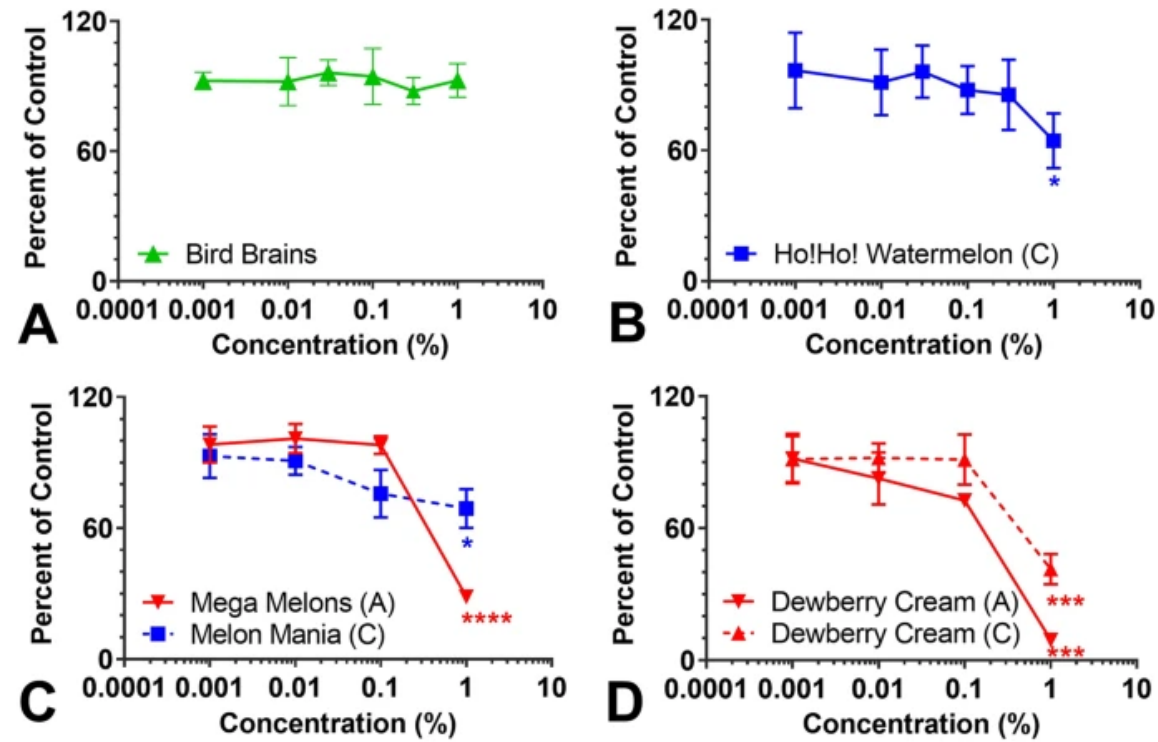 120
60
0
Percent of Control
Bird Brains
0.0001 0.001 0.01 0.1 1 10
Concentration (%)
A
120
60
0
Percent of Control
*
Ho!Ho! Watermelon (C)
0.0001 0.001 0.01 0.1 1 10
Concentration (%)
B
120
60
0
Percent of Control
*
****
Mega Melons (A)
Melon Mania (C)
0.0001 0.001 0.01 0.1 1 10
Concentration (%)
C
120
60
0
Percent of Control
***
***
Dewberry Cream (A)
Dewberry Cream (C)
0.0001 0.001 0.01 0.1 1 10
Concentration (%)
D